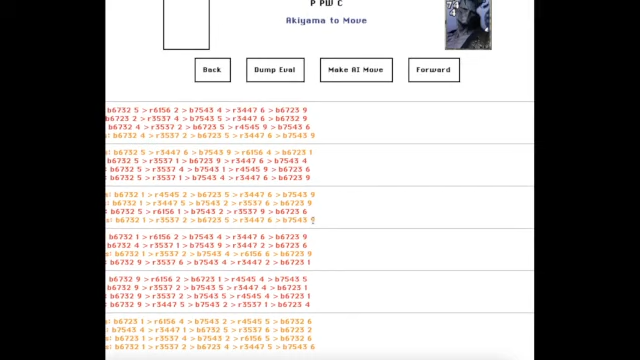 P PW C
74
4
Akiyama to Move
Back
Dump Eval
Make AI Move
Forward
b6732 5 > r6156 2 > b7543 4 > r3447 6 > b6723 9
b6723 2 > r3537 4 > b7543 5 > r3447 6 > b6732 9
b6732 4 > r3537 2 > b6723 5 > r4545 9 > b7543 6
: b6732 4 > r3537 2 > b6723 5 > r3447 6 > b7543 9
: b6732 5 > r3447 6 > b7543 9 > r6156 4 > b6723 1
b6732 5 > r3537 1 > b6723 9 > r3447 6 > b7543 4
: b6732 5 > r3537 4 > b7543 1 > r4545 9 > b6723 6
: b6732 5 > r3537 1 > b7543 4 > r3447 6 > b6723 9
: b6732 1 > r4545 2 > b6723 5 > r3447 6 > b7543 9
: b6732 1 > r3447 5 > b7543 2 > r3537 6 > b6723 9
b6732 5 > r6156 1 > b7543 2 > r3537 9 > b6723 6
: b6732 1 > r3537 2 > b6723 5 > r3447 6 > b7543 9
b6732 1 > r6156 2 > b7543 4 > r3447 6 > b6723 9
b6732 4 > r3537 1 > b7543 9 > r3447 2 > b6723 6
: b6732 1 > r3537 2 > b7543 4 > r6156 6 > b6723 9
: b6732 9 > r3537 6 > b7543 4 > r3447 2 > b6723 1
b6732 9 > r6156 2 > b6723 1 > r4545 4 > b7543 5
b6732 9 > r3537 2 > b7543 5 > r3447 4 > b6723 1
: b6732 9 > r3537 2 > b7543 5 > r4545 4 > b6723 1
: b6732 9 > r3447 5 > b7543 2 > r3537 1 > b6723 4
: b6723 1 > r6156 4 > b7543 2 > r4545 5 > b6732 6
: b7543 4 > r3447 1 > b6732 5 > r3537 6 > b6723 2
: b6732 1 > r3537 4 > b6723 2 > r6156 5 > b7543 6
: b6732 1 > r3537 2 > b6723 4 > r3447 5 > b7543 6